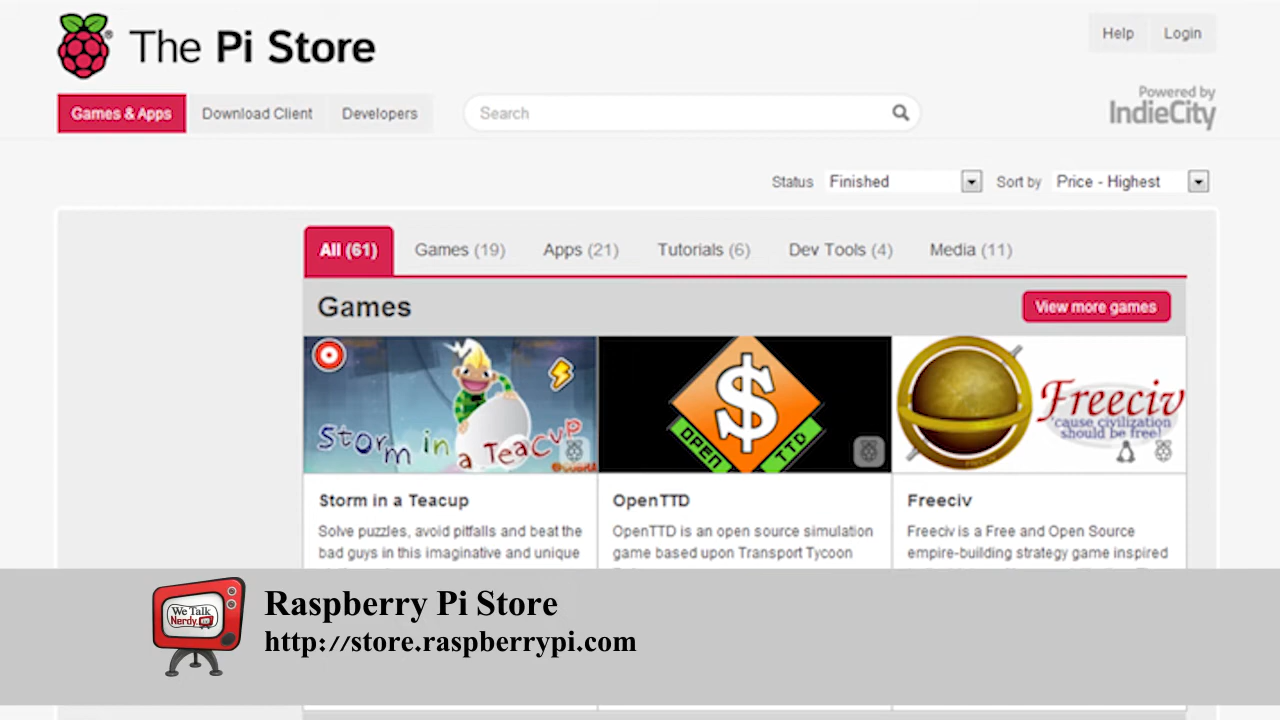 The Pi Store
Help
Login
Games & Apps
Download Client
Developers
Search
Powered by
IndieCity
Status
Finished
Sort by
Price - Highest
All (61)
Games (19)
Apps (21)
Tutorials (6)
Dev Tools (4)
Media (11)
Games
View more games
Storm in a Teacup
$
OPEN TTD
Freeciv
'cause civilization
should be free!
Storm in a Teacup
Solve puzzles, avoid pitfalls and beat the
bad guys in this imaginative and unique
OpenTTD
OpenTTD is an open source simulation
game based upon Transport Tycoon
Freeciv
Freeciv is a Free and Open Source
empire-building strategy game inspired
We Talk
Nerdy
Raspberry Pi Store
http://store.raspberrypi.com